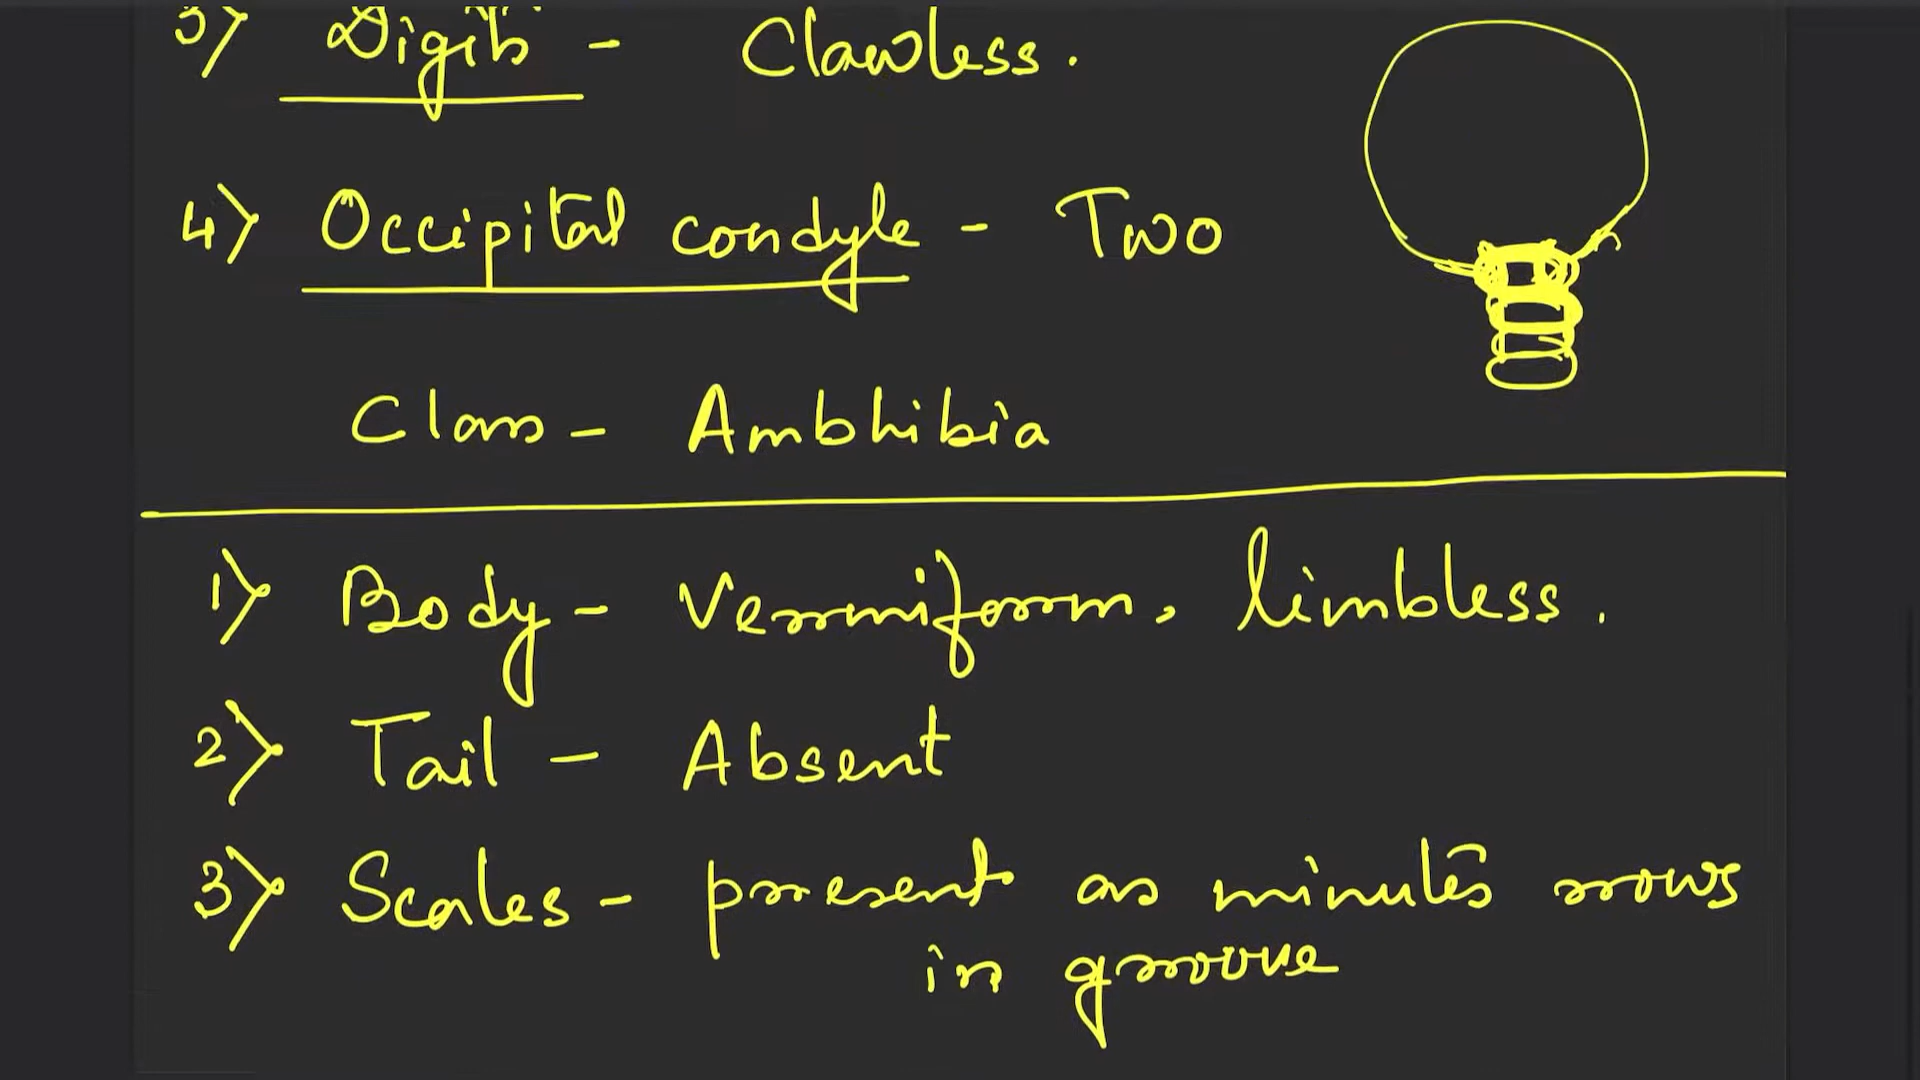 3) Digits - Clawless.
4) Occipital condyle - Two
Class - Ambhibia
1) Body - Vermiform, limbless.
2) Tail - Absent
3) Scales - present as minute rows
in groove